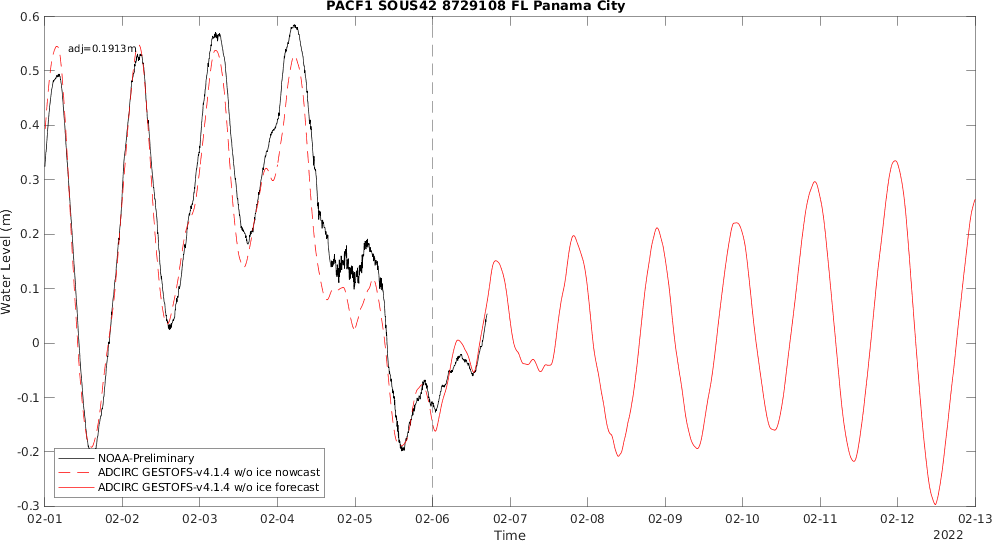 PACF1 SOUS42 8729108 FL Panama City
adj=0.1913m
Water Level (m)
0.6
0.5
0.4
0.3
0.2
0.1
0
-0.1
-0.2
-0.3
NOAA-Preliminary
ADCIRC GESTOFS-v4.1.4 w/o ice nowcast
ADCIRC GESTOFS-v4.1.4 w/o ice forecast
02-01 02-02 02-03 02-04 02-05 02-06 02-07 02-08 02-09 02-10 02-11 02-12 02-13
Time
2022